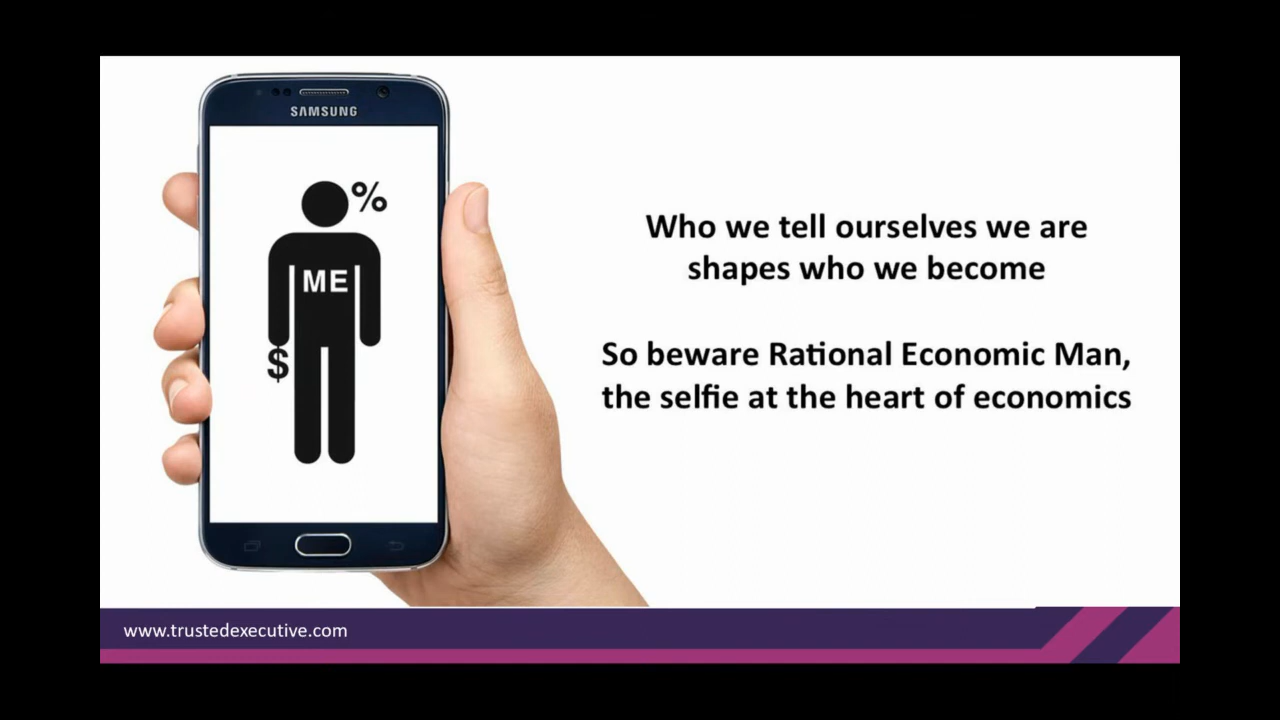 SAMSUNG
%
ME
$
Who we tell ourselves we are
shapes who we become
So beware Rational Economic Man,
the selfie at the heart of economics
www.trustedexecutive.com